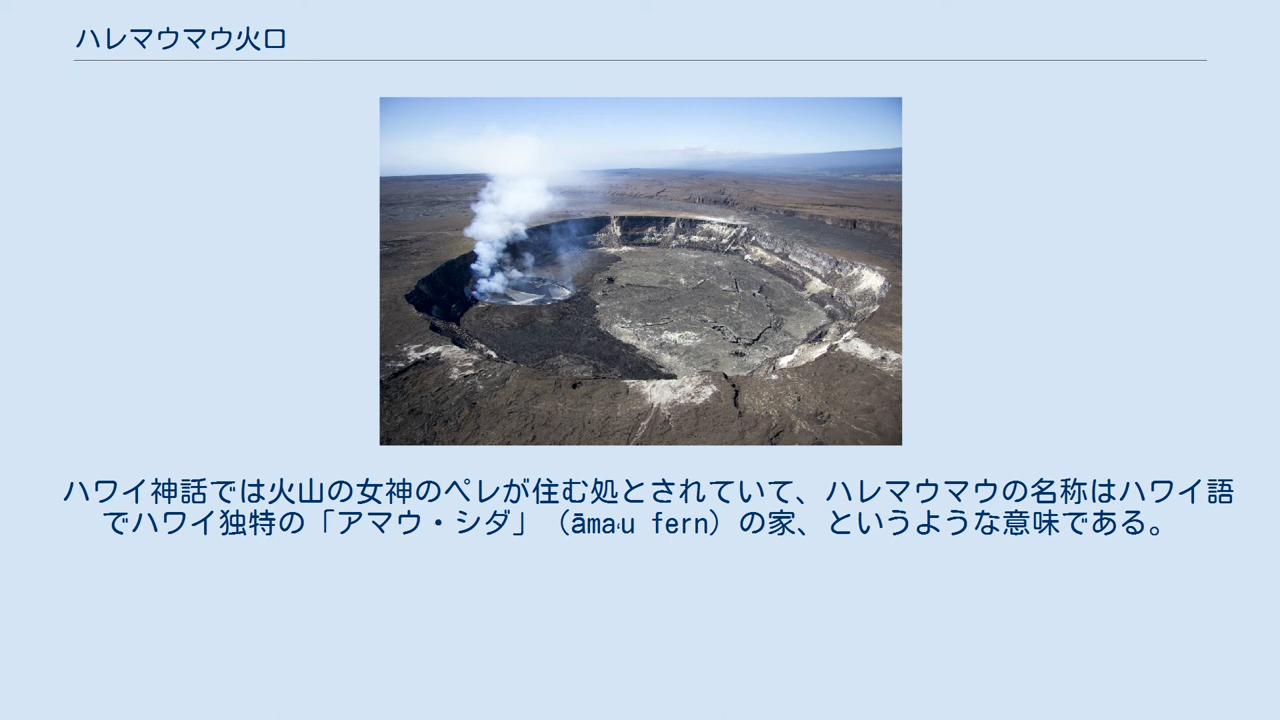 ハレマウマウ火口
ハワイ神話では火山の女神のペレが住む処とされていて、ハレマウマウの名称はハワイ語
でハワイ独特の「アマウ・シダ」（āmaʻu fern）の家、というような意味である。